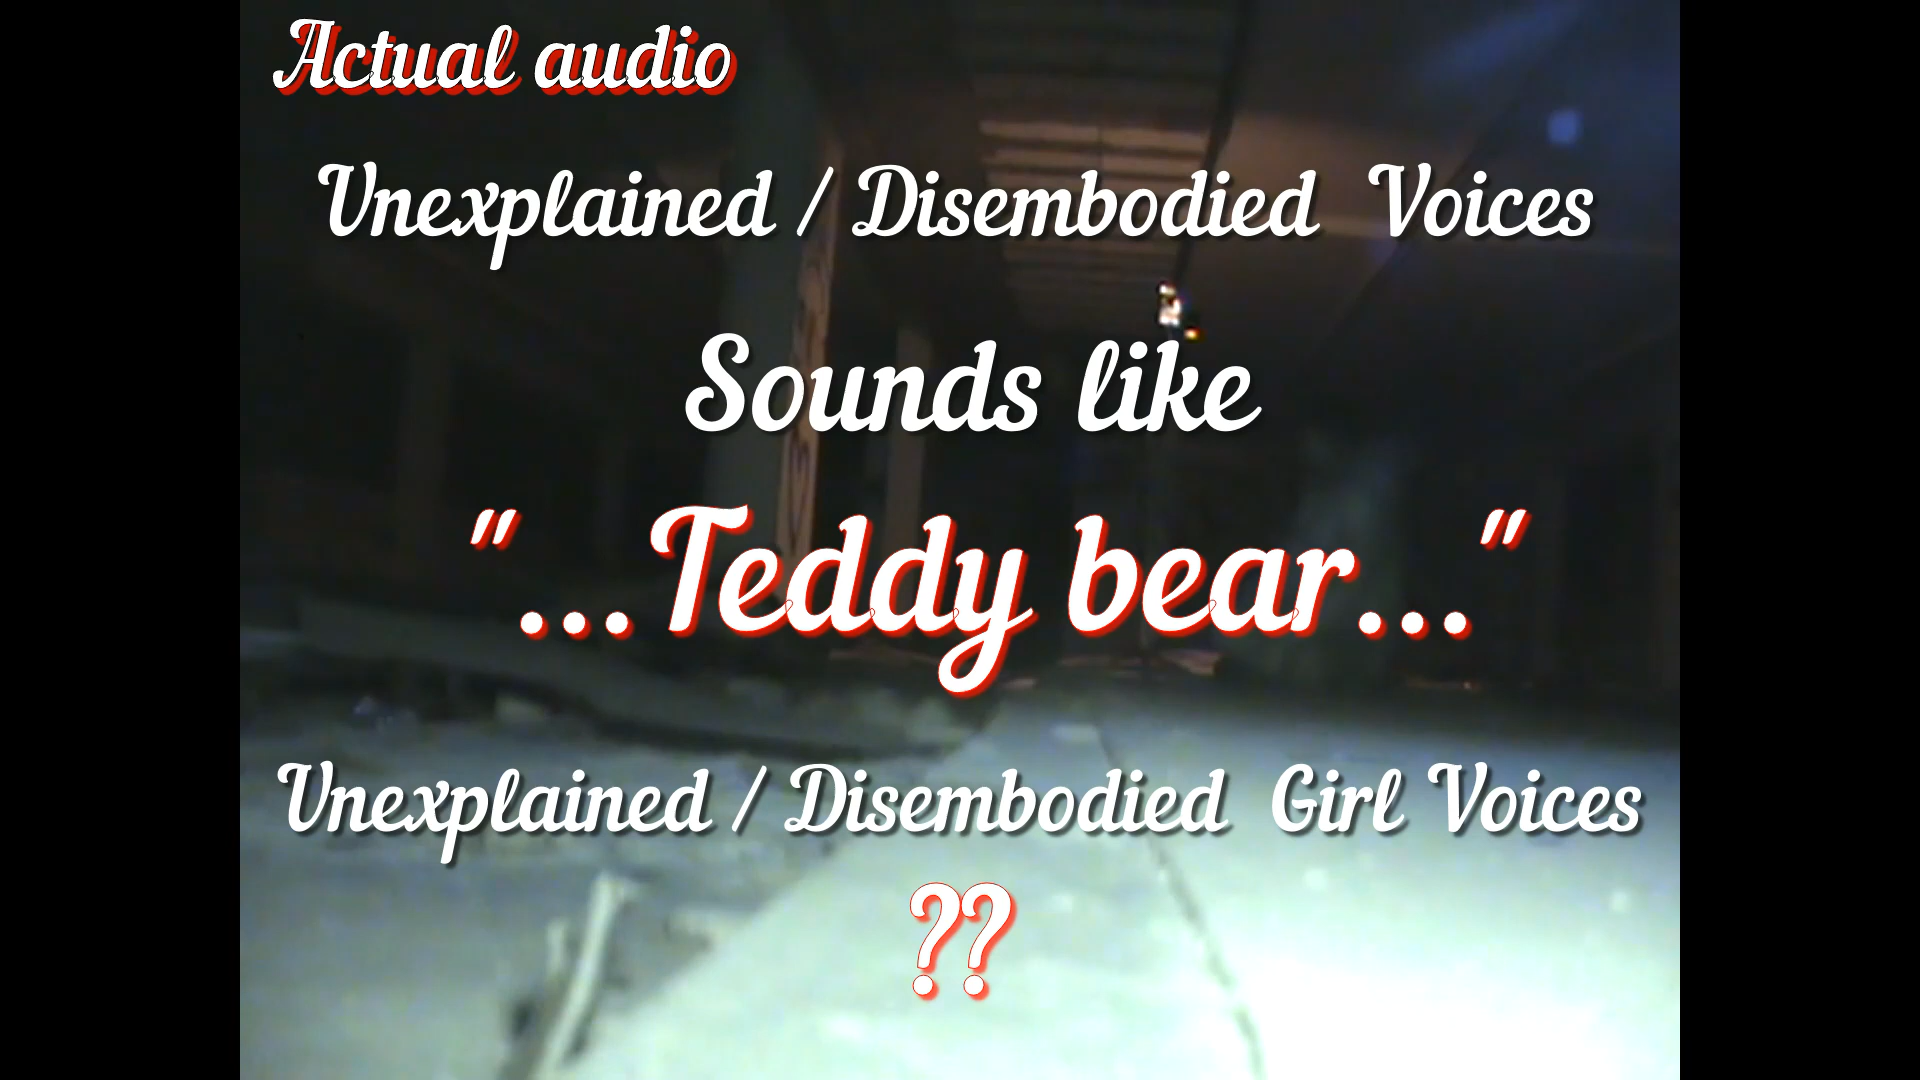 Actual audio
Unexplained / Disembodied Voices
Sounds like
"...Teddy bear..."
Unexplained / Disembodied Girl Voices
??